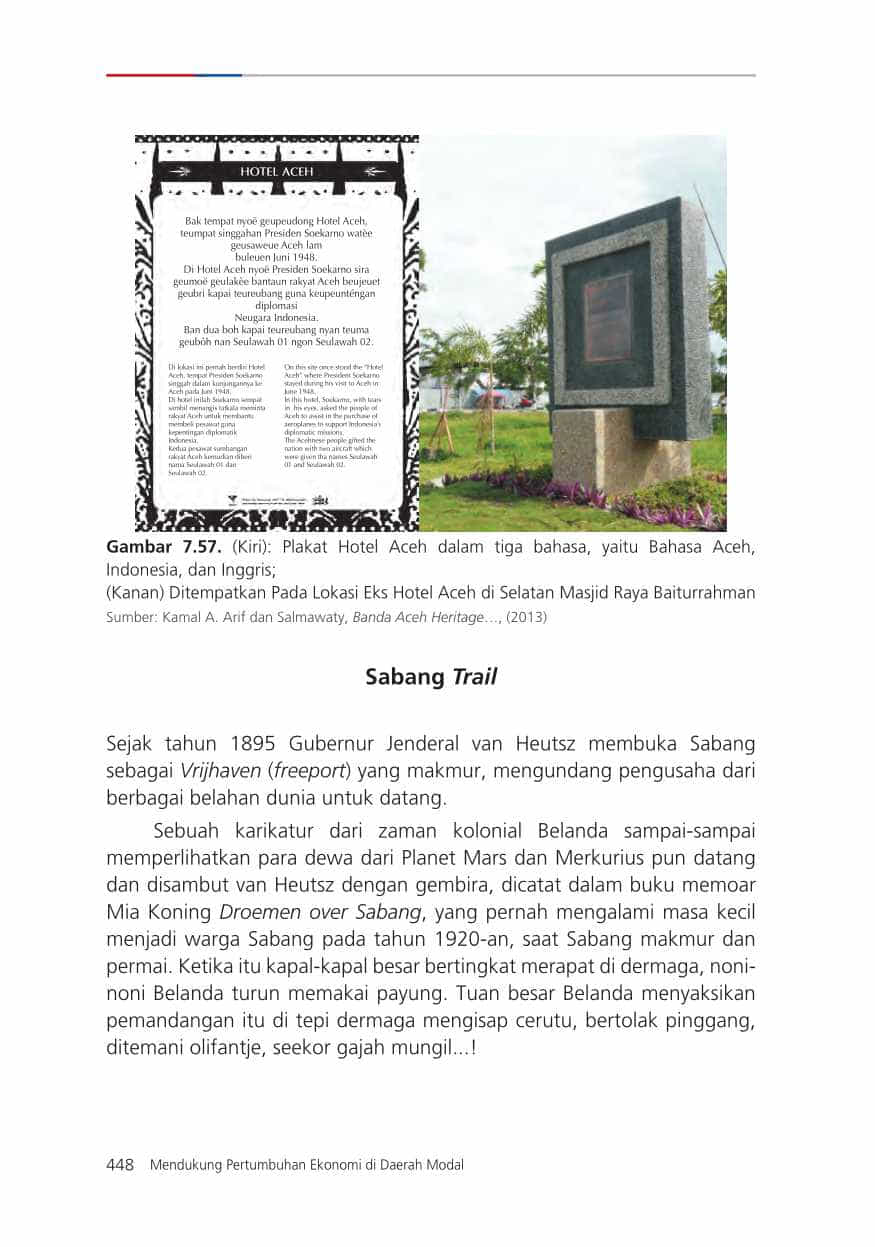 HOTEL ACEH
Bak tempat nyoë geupeudong Hotel Aceh,
teumpat singgahan Presiden Soekarno watèe
geusaweue Aceh lam
buleuen Juni 1948.
Di Hotel Aceh nyoë Presiden Soekarno sira
geumoë geulakèe bantaun rakyat Aceh beujeuet
geubri kapai teureubang guna keupeunténgan
diplomasi
Neugara Indonesia.
Ban dua boh kapai teureubang nyan teuma
geubôh nan Seulawah 01 ngon Seulawah 02.
Di lokasi ini pernah berdiri Hotel
Aceh, tempat Presiden Soekarno
singgah dalam kunjungannya ke
Aceh pada Juni 1948.
Di hotel inilah Soekarno sempat
sambil menangis tatkala meminta
rakyat Aceh untuk membantu
membeli pesawat guna
kepentingan diplomatik
Indonesia.
Kedua pesawat sumbangan
rakyat Aceh kemudian diberi
nama Seulawah 01 dan
Seulawah 02.
On this site once stood the "Hotel
Aceh" where President Soekarno
stayed during his visit to Aceh in
June 1948.
In this hotel, Soekarno, with tears
in his eyes, asked the people of
Aceh to assist in the purchase of
aeroplanes to support Indonesia's
diplomatic missions.
The Acehnese people gifted the
nation with two aircraft which
were given tha names Seulawah
01 and Seulawah 02.
Gambar 7.57. (Kiri): Plakat Hotel Aceh dalam tiga bahasa, yaitu Bahasa Aceh,
Indonesia, dan Inggris;
(Kanan) Ditempatkan Pada Lokasi Eks Hotel Aceh di Selatan Masjid Raya Baiturrahman
Sumber: Kamal A. Arif dan Salmawaty, Banda Aceh Heritage…, (2013)
Sabang Trail
Sejak tahun 1895 Gubernur Jenderal van Heutsz membuka Sabang
sebagai Vrijhaven (freeport) yang makmur, mengundang pengusaha dari
berbagai belahan dunia untuk datang.
Sebuah karikatur dari zaman kolonial Belanda sampai-sampai
memperlihatkan para dewa dari Planet Mars dan Merkurius pun datang
dan disambut van Heutsz dengan gembira, dicatat dalam buku memoar
Mia Koning Droemen over Sabang, yang pernah mengalami masa kecil
menjadi warga Sabang pada tahun 1920-an, saat Sabang makmur dan
permai. Ketika itu kapal-kapal besar bertingkat merapat di dermaga, noni-
noni Belanda turun memakai payung. Tuan besar Belanda menyaksikan
pemandangan itu di tepi dermaga mengisap cerutu, bertolak pinggang,
ditemani olifantje, seekor gajah mungil...!
448 Mendukung Pertumbuhan Ekonomi di Daerah Modal